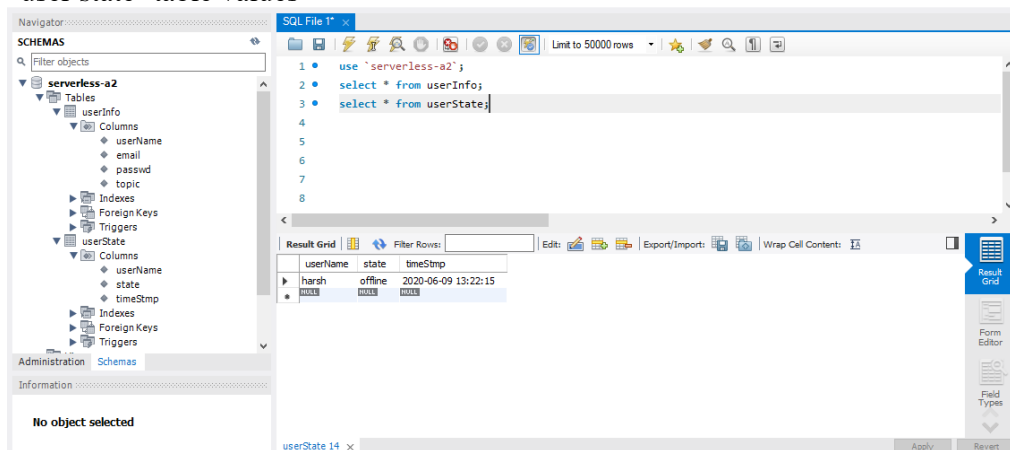 Navigator
SQL File 1* ×
SCHEMAS
Limit to 50000 rows
Filter objects
serverless-a2
Tables
userInfo
Columns
userName
email
passwd
topic
Indexes
Foreign Keys
Triggers
userState
Columns
userName
state
timeStmp
Indexes
Foreign Keys
Triggers
Administration Schemas
Information
No object selected
1 use `serverless-a2`;
2 select * from userInfo;
3 select * from userState;
4
5
6
7
8
Result Grid Filter Rows: Edit: Export/Import: Wrap Cell Content:
userName state timeStmp
harsh offline 2020-06-09 13:22:15
NULL NULL NULL
Result Grid
Form Editor
Field Types
userState 14 ×
Apply Revert